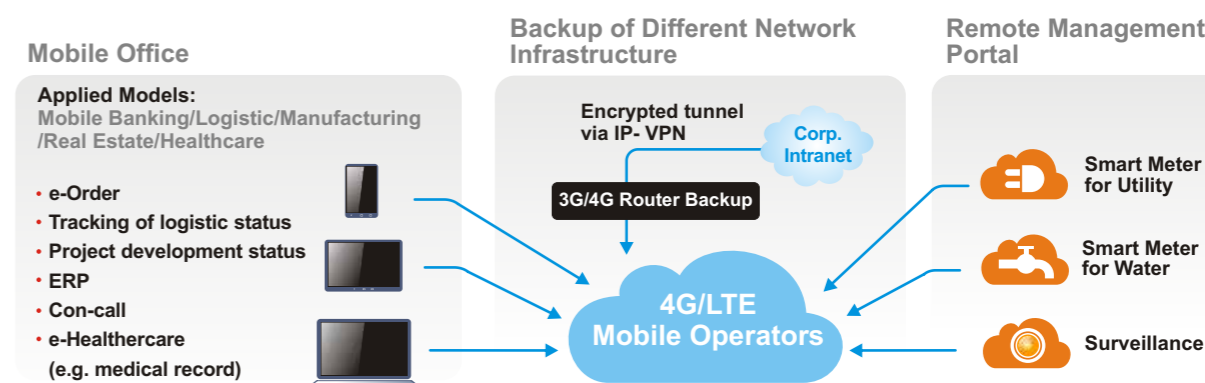 Mobile Office
Applied Models:
Mobile Banking/Logistic/Manufacturing
/Real Estate/Healthcare
• e-Order
• Tracking of logistic status
• Project development status
• ERP
• Con-call
• e-Healthercare
(e.g. medical record)
Backup of Different Network
Infrastructure
Encrypted tunnel
via IP- VPN
Corp.
Intranet
3G/4G Router Backup
4G/LTE
Mobile Operators
Remote Management
Portal
Smart Meter
for Utility
Smart Meter
for Water
Surveillance